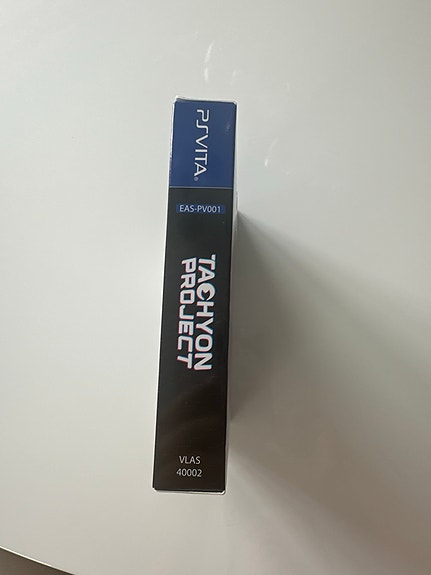 PSVITA®
EAS-PV001
TACHYON
PROJECT
VLAS
40002